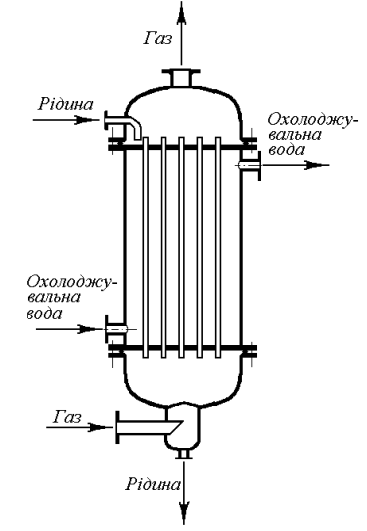 Газ
Рідина
Охолоджу-
вальна
вода
Охолоджу-
вальна
вода
Газ
Рідина